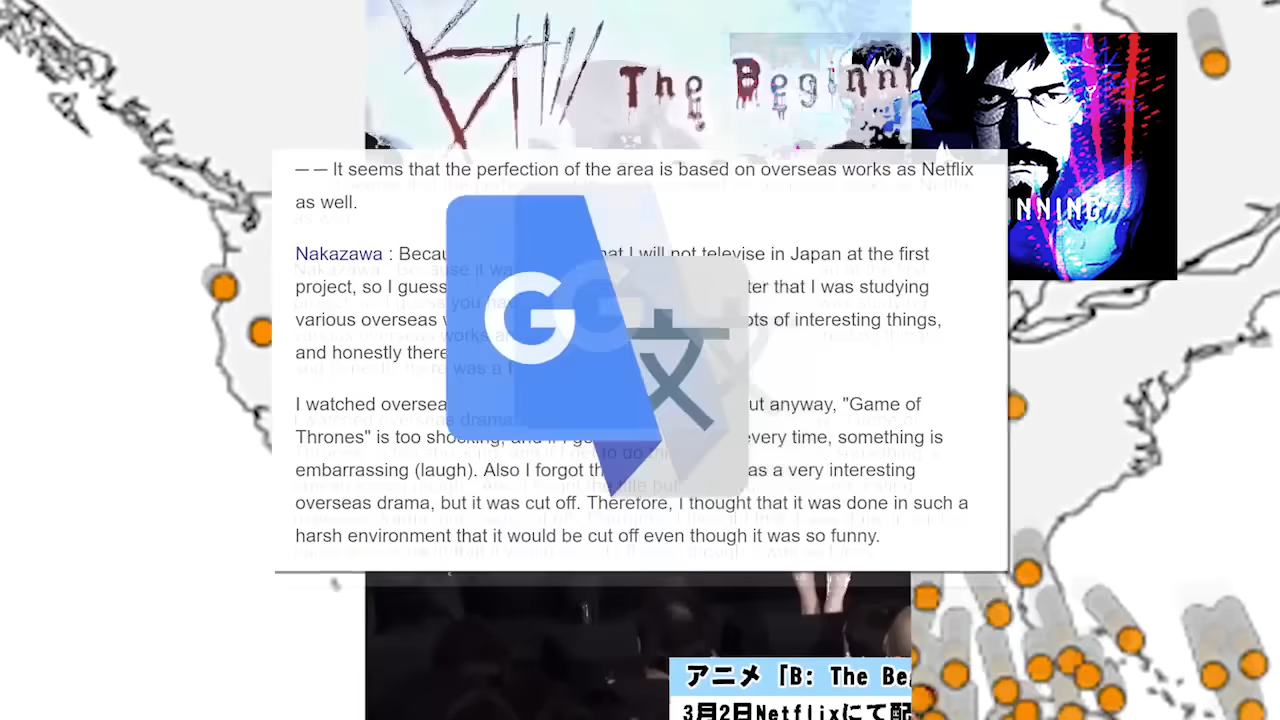 The Beginni
NNING
— — It seems that the perfection of the area is based on overseas works as Netflix
as well.
Nakazawa : Becau hat I will not televise in Japan at the first
project, so I guess ter that I was studying
various overseas ots of interesting things,
and honestly there
I watched oversea ut anyway, "Game of
Thrones" is too shocking, and if I every time, something is
embarrassing (laugh). Also I forgot th as a very interesting
overseas drama, but it was cut off. Therefore, I thought that it was done in such a
harsh environment that it would be cut off even though it was so funny.
G
文
アニメ「B: The Be
3月2日Netflixにて配